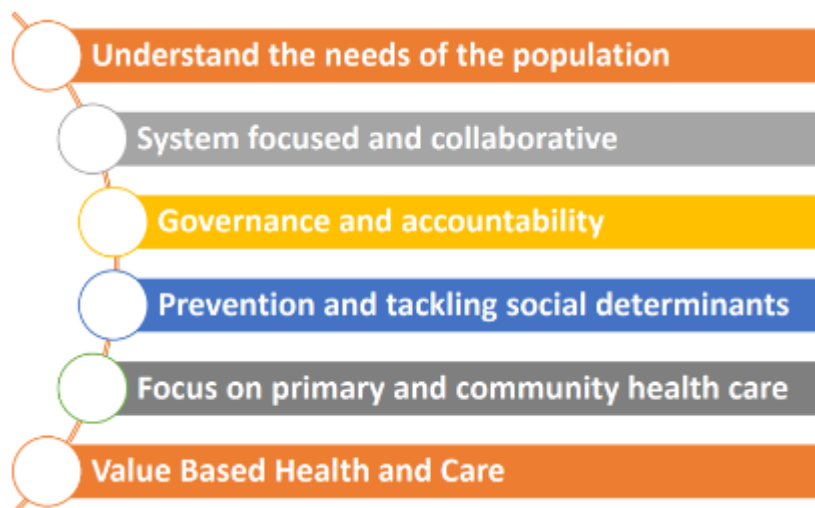 Understand the needs of the population
System focused and collaborative
Governance and accountability
Prevention and tackling social determinants
Focus on primary and community health care
Value Based Health and Care